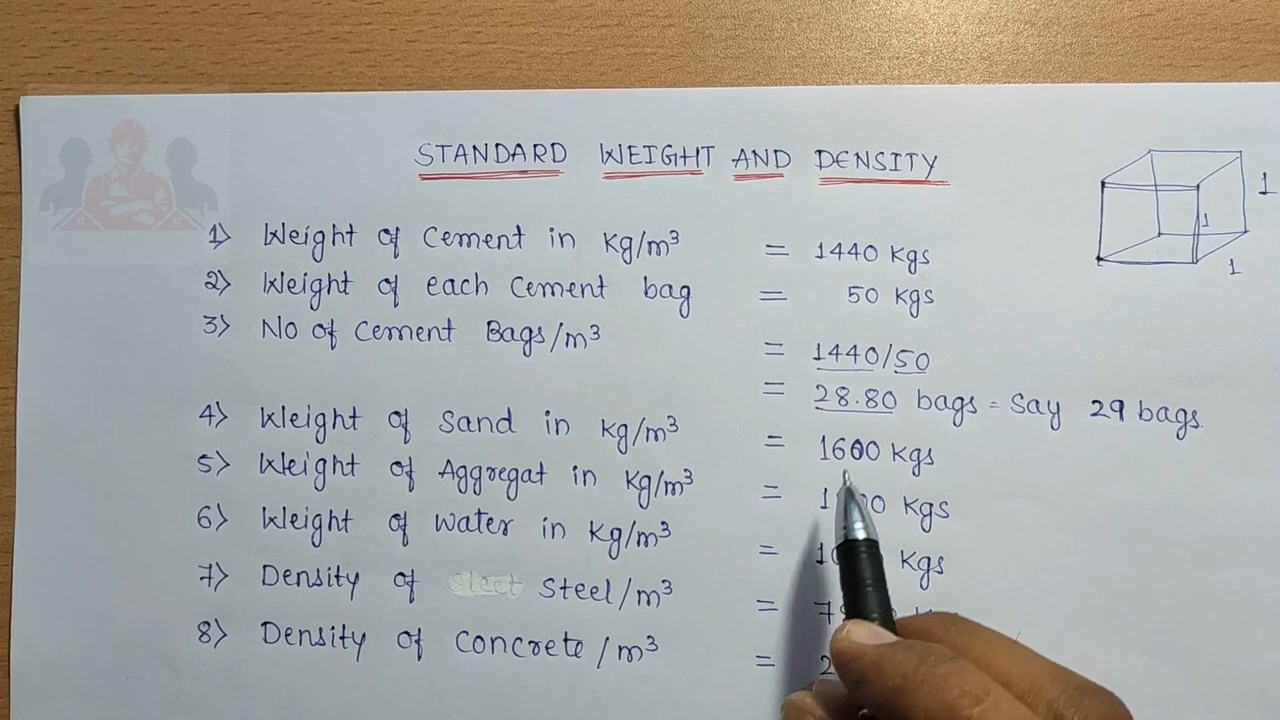 STANDARD WEIGHT AND DENSITY
1
1
1
1) Weight of Cement in Kg/m³ = 1440 Kgs
2) Weight of each Cement bag = 50 Kgs
3) No of Cement Bags/m³ = 1440/50
= 28.80 bags = Say 29 bags.
4) Weight of Sand in Kg/m³ = 1600 Kgs
5) Weight of Aggregat in Kg/m³ = Kgs
6) Weight of Water in Kg/m³ = Kgs
7) Density of Steel/m³ =
8) Density of Concrete/m³ =